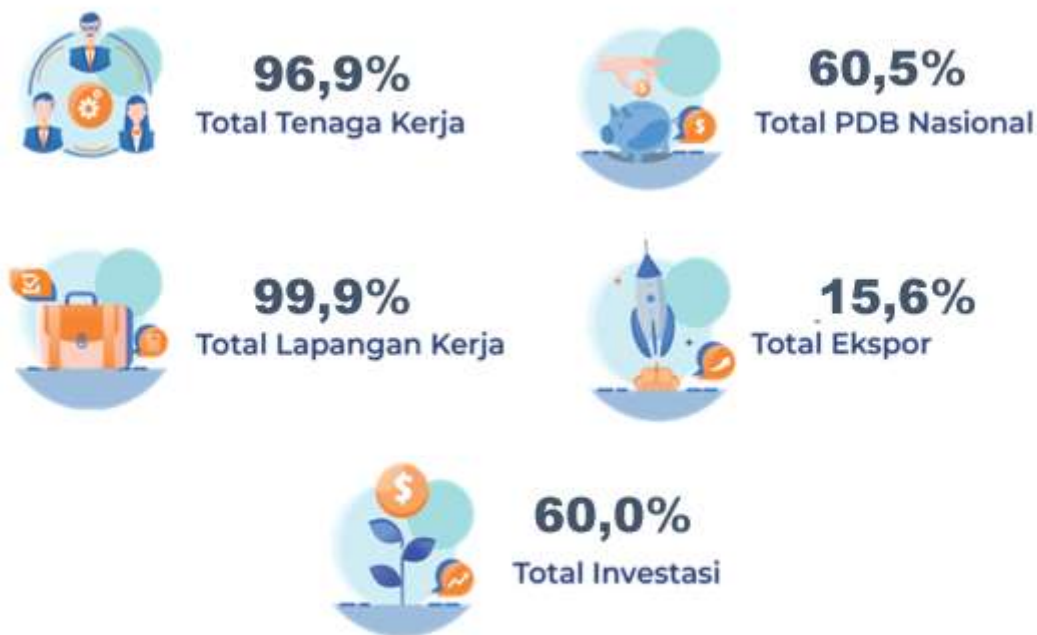 96,9%
Total Tenaga Kerja
60,5%
Total PDB Nasional
99,9%
Total Lapangan Kerja
15,6%
Total Ekspor
60,0%
Total Investasi